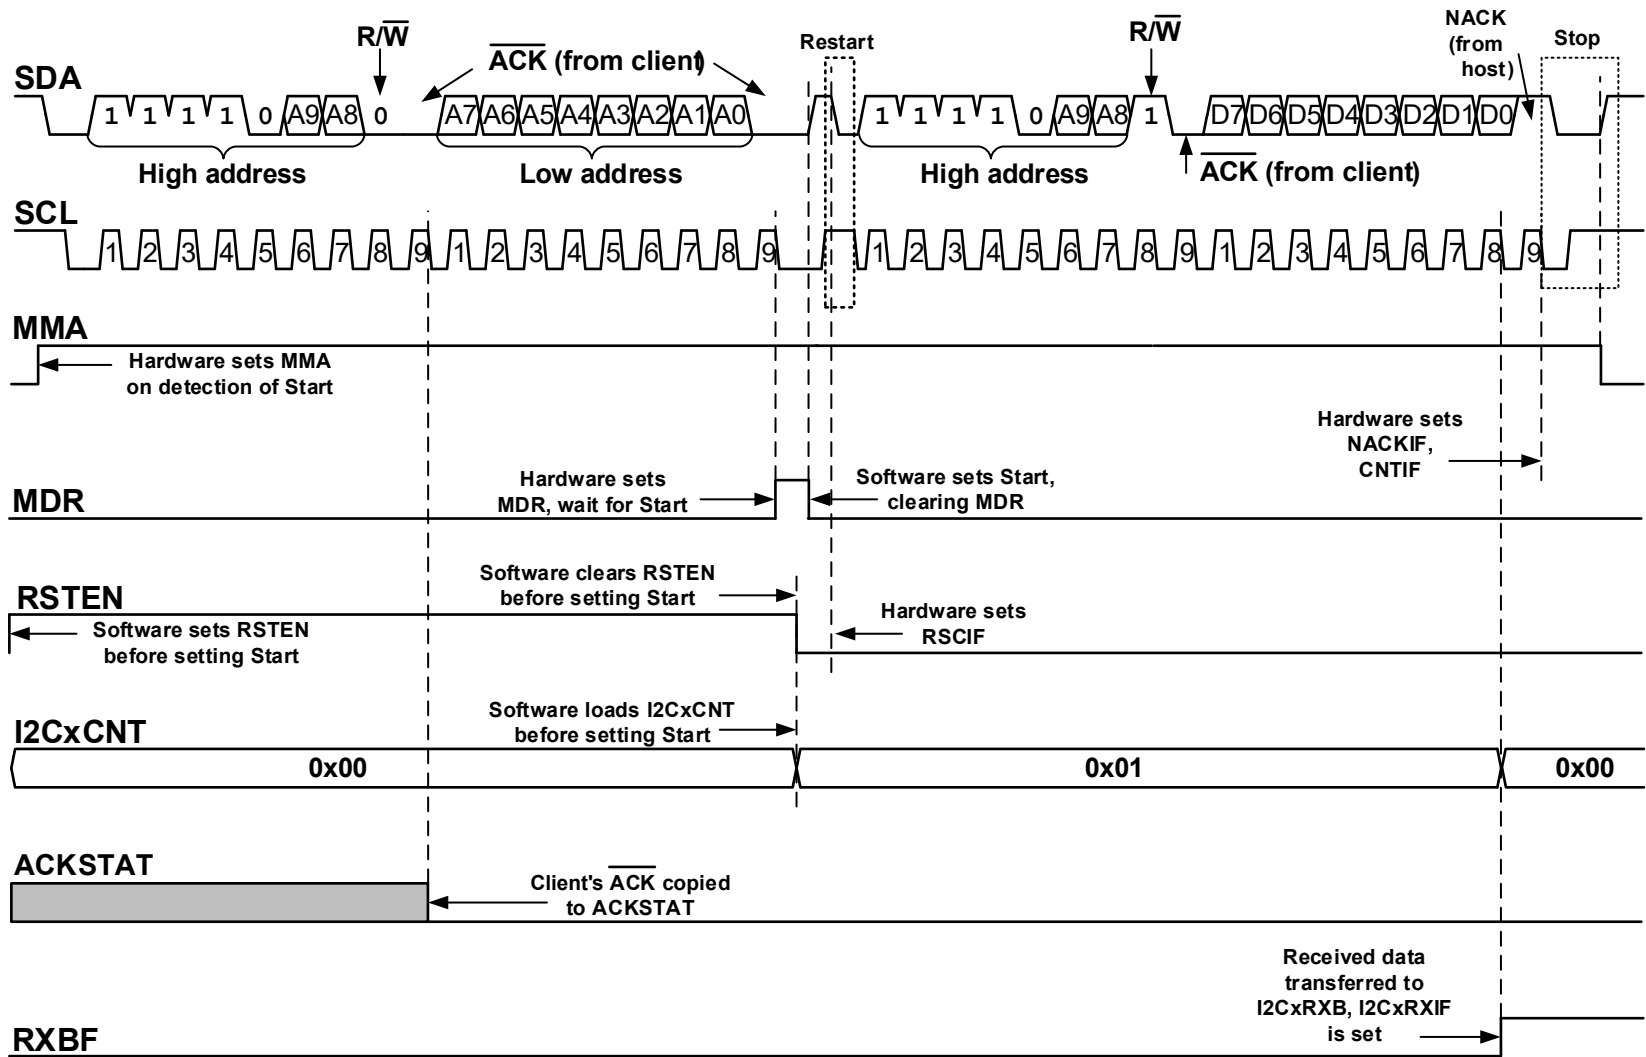 R/W
ACK (from client)
Restart
R/W
NACK
(from
host)
Stop
SDA
1 1 1 1 0 A9 A8 0 A7 A6 A5 A4 A3 A2 A1 A0 1 1 1 1 0 A9 A8 1 D7 D6 D5 D4 D3 D2 D1 D0
High address
Low address
High address
ACK (from client)
SCL
1 2 3 4 5 6 7 8 9 1 2 3 4 5 6 7 8 9 1 2 3 4 5 6 7 8 9 1 2 3 4 5 6 7 8 9
MMA
Hardware sets MMA
on detection of Start
Hardware sets
NACKIF,
CNTIF
MDR
Hardware sets
MDR, wait for Start
Software sets Start,
clearing MDR
RSTEN
Software sets RSTEN
before setting Start
Software clears RSTEN
before setting Start
Hardware sets
RSCIF
I2CxCNT
Software loads I2CxCNT
before setting Start
0x00 0x01 0x00
ACKSTAT
Client's ACK copied
to ACKSTAT
RXBF
Received data
transferred to
I2CxRXB, I2CxRXIF
is set